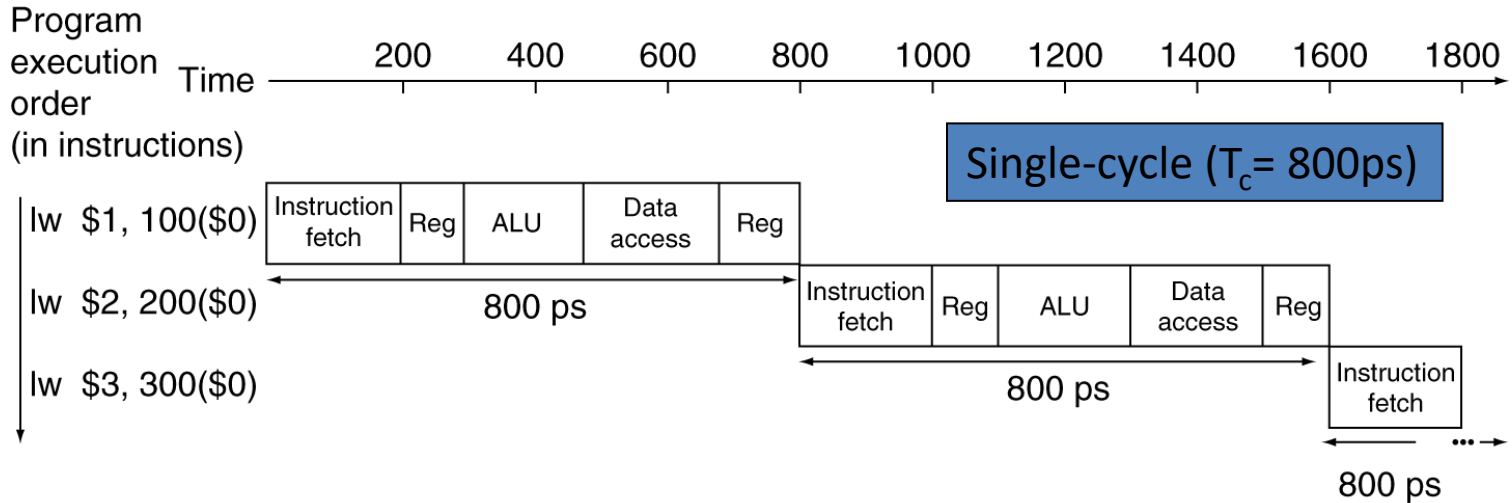 Program
execution
order
(in instructions)
Time
200 400 600 800 1000 1200 1400 1600 1800
Single-cycle (Tc= 800ps)
lw $1, 100($0)
Instruction
fetch
Reg
ALU
Data
access
Reg
800 ps
lw $2, 200($0)
Instruction
fetch
Reg
ALU
Data
access
Reg
800 ps
lw $3, 300($0)
Instruction
fetch
...
800 ps